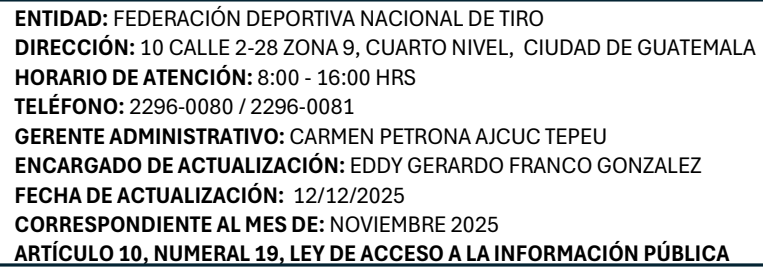 ENTIDAD: FEDERACIÓN DEPORTIVA NACIONAL DE TIRO
DIRECCIÓN: 10 CALLE 2-28 ZONA 9, CUARTO NIVEL, CIUDAD DE GUATEMALA
HORARIO DE ATENCIÓN: 8:00 - 16:00 HRS
TELÉFONO: 2296-0080 / 2296-0081
GERENTE ADMINISTRATIVO: CARMEN PETRONA AJCUC TEPEU
ENCARGADO DE ACTUALIZACIÓN: EDDY GERARDO FRANCO GONZALEZ
FECHA DE ACTUALIZACIÓN: 12/12/2025
CORRESPONDIENTE AL MES DE: NOVIEMBRE 2025
ARTÍCULO 10, NUMERAL 19, LEY DE ACCESO A LA INFORMACIÓN PÚBLICA